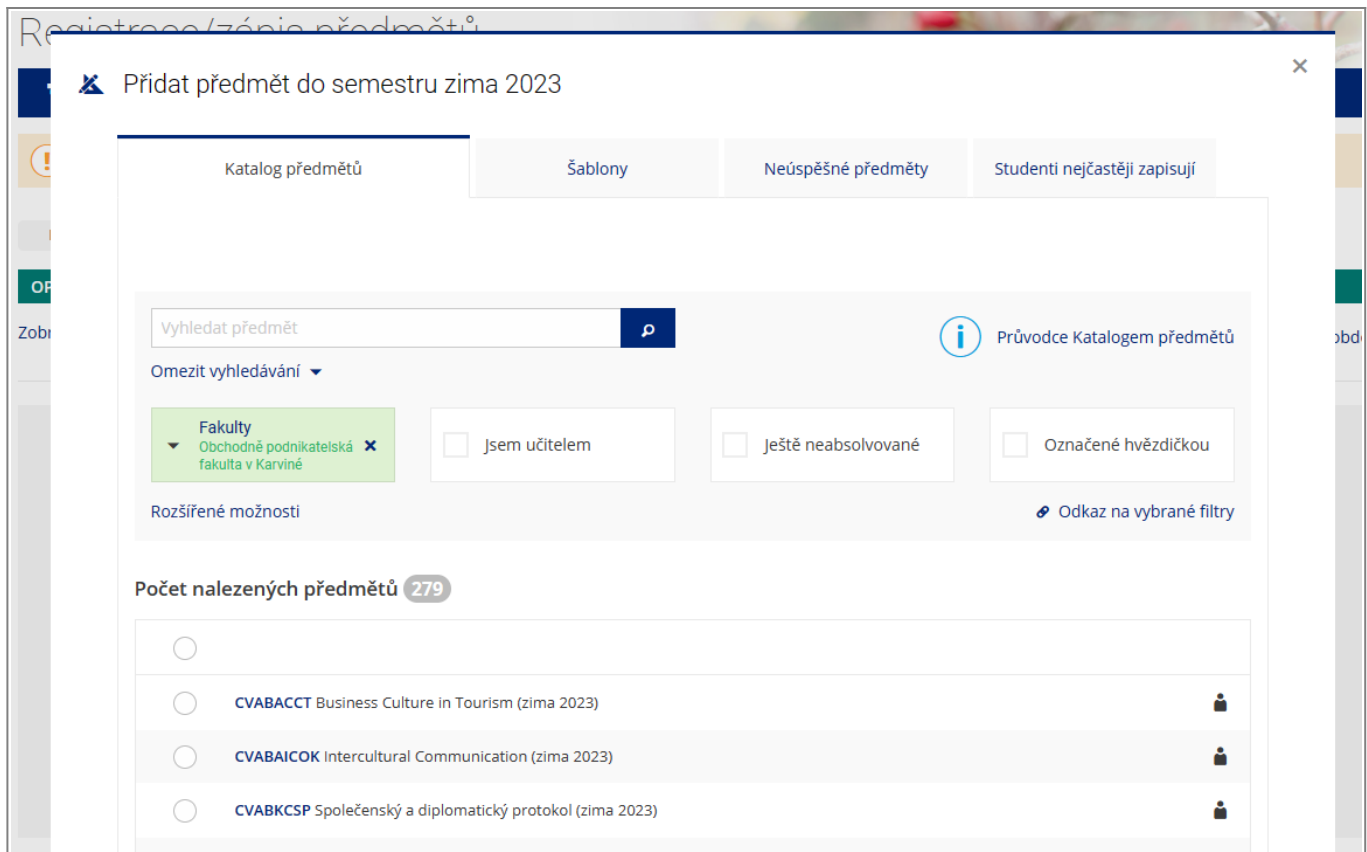 Registrace/zápis předmětů
Přidat předmět do semestru zima 2023
×
Katalog předmětů
Šablony
Neúspěšné předměty
Studenti nejčastěji zapisují
Vyhledat předmět
i
Průvodce Katalogem předmětů
Omezit vyhledávání
Fakulty
Obchodně podnikatelská
fakulta v Karviné
Jsem učitelem
Ještě neabsolvované
Označené hvězdičkou
Rozšířené možnosti
Odkaz na vybrané filtry
Počet nalezených předmětů 279
CVABACCT Business Culture in Tourism (zima 2023)
CVABAICOK Intercultural Communication (zima 2023)
CVABKCSP Společenský a diplomatický protokol (zima 2023)